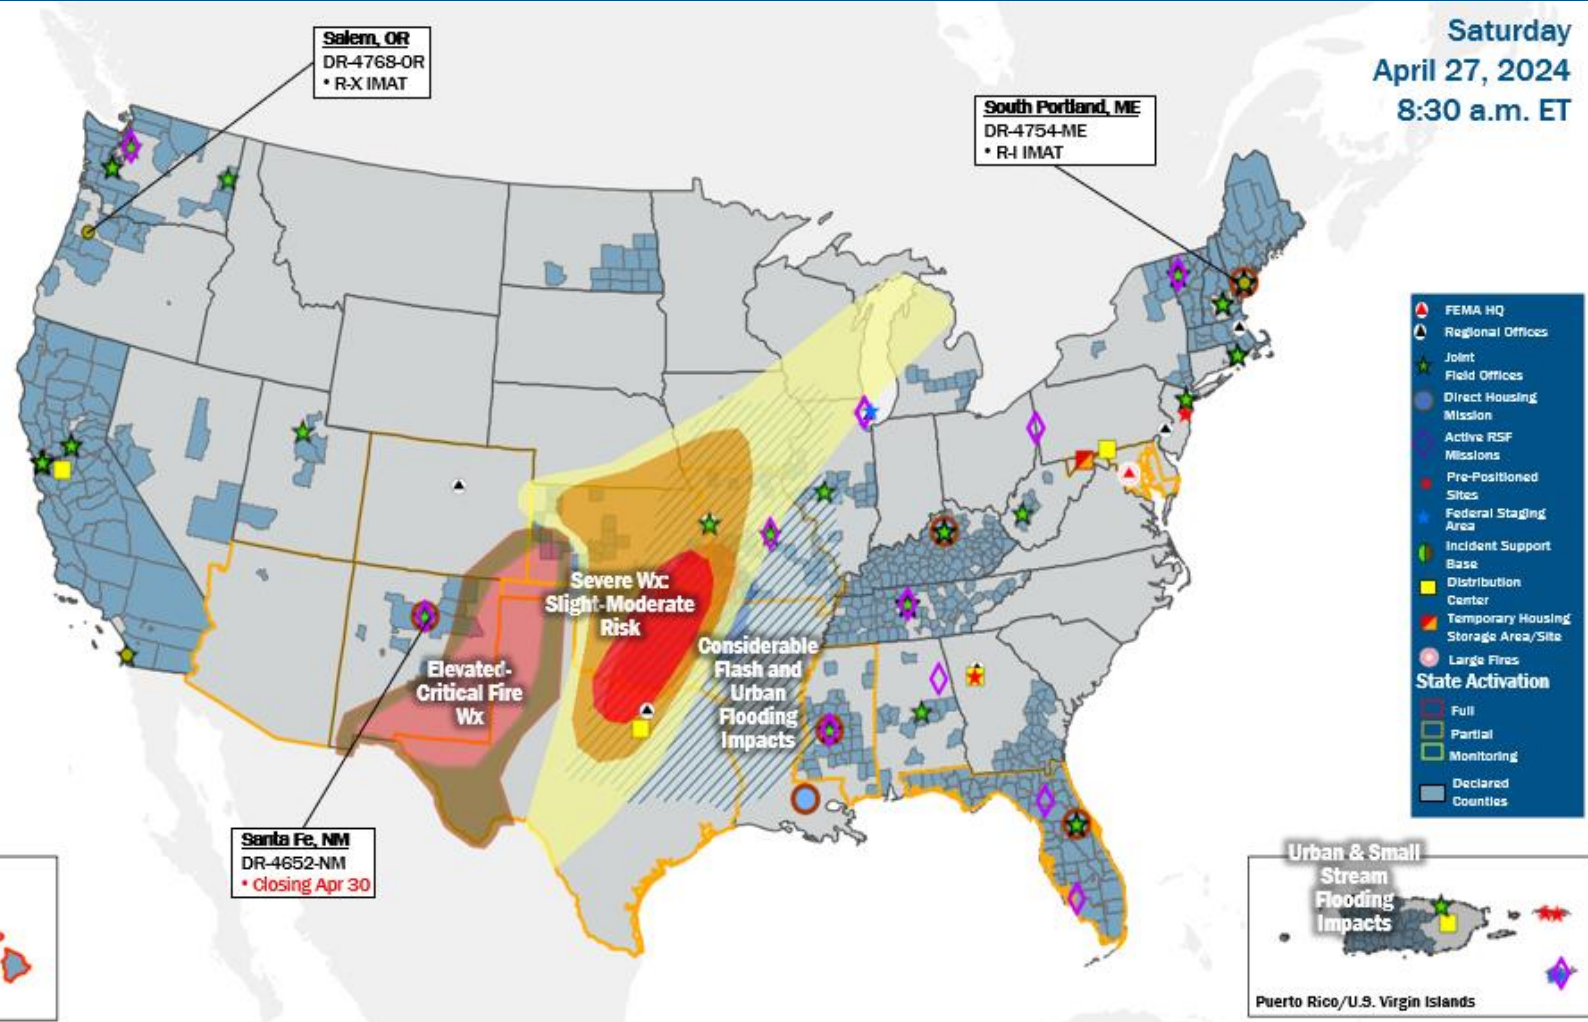 Saturday
April 27, 2024
8:30 a.m. ET
Salem, OR
DR-4768-OR
• R-X IMAT
South Portland, ME
DR-4754-ME
• R-I IMAT
Severe Wx:
Slight-Moderate
Risk
Elevated-
Critical Fire
Wx
Considerable
Flash and
Urban
Flooding
Impacts
Santa Fe, NM
DR-4652-NM
• Closing Apr 30
FEMA HQ
Regional Offices
Joint
Field Offices
Direct Housing
Mission
Active RSF
Missions
Pre-Positioned
Sites
Federal Staging
Area
Incident Support
Base
Distribution
Center
Temporary Housing
Storage Area/Site
Large Fires
State Activation
Full
Partial
Monitoring
Declared
Counties
Urban & Small
Stream
Flooding
Impacts
Puerto Rico/U.S. Virgin Islands